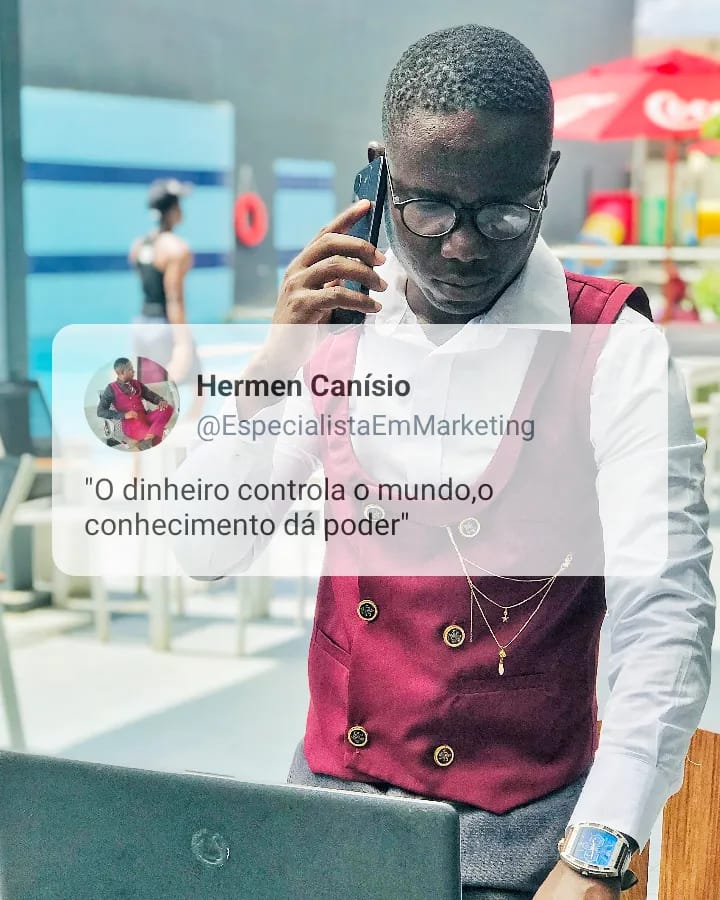 Hermen Canísio
@EspecialistaEmMarketing
"O dinheiro controla o mundo,o
conhecimento dá poder"